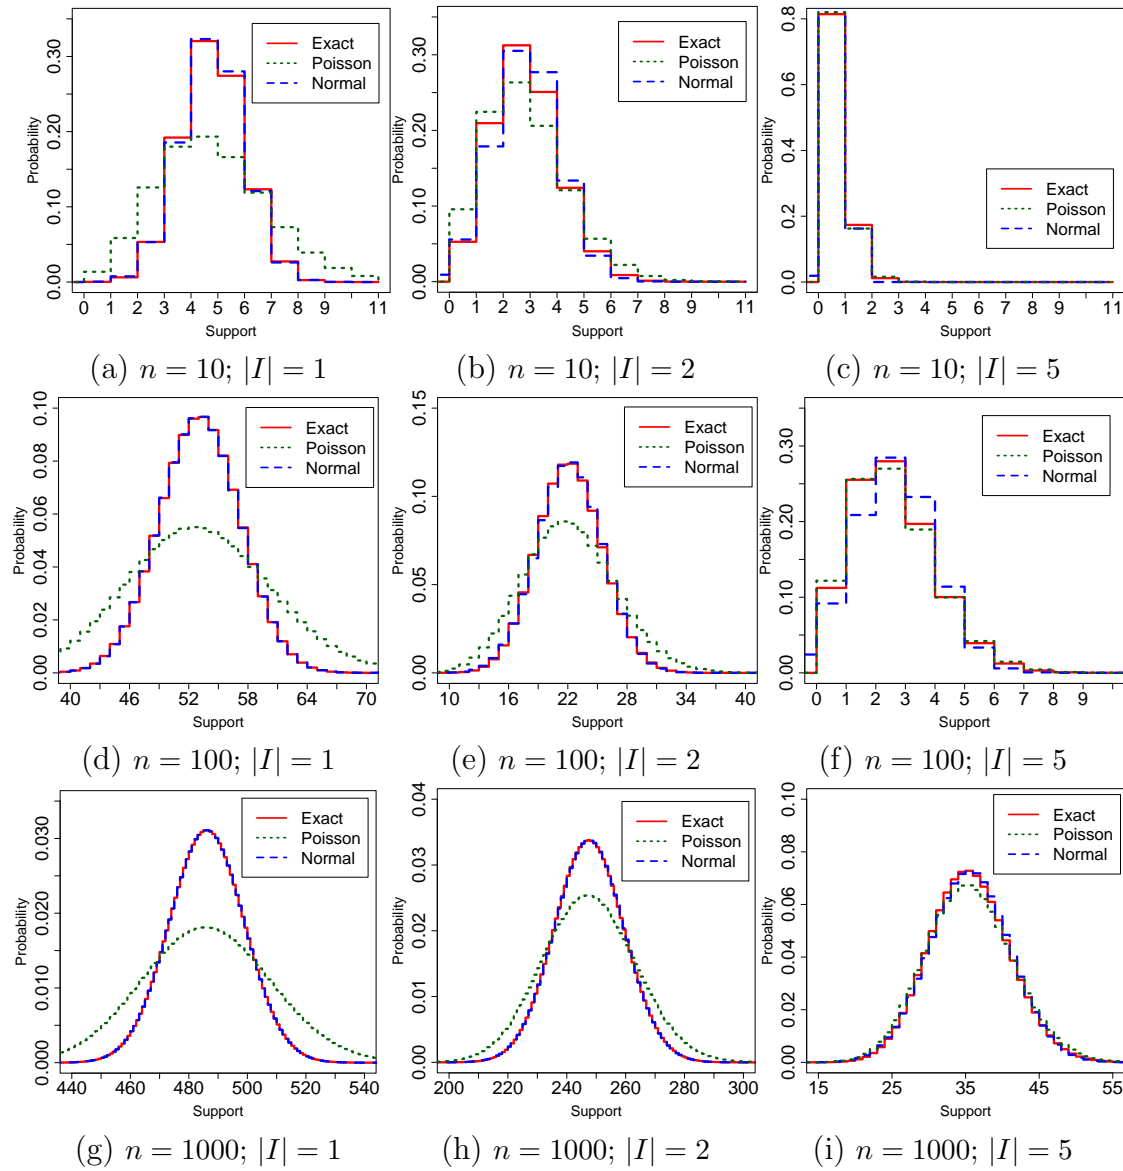 Exact
Poisson
Normal
Probability
0.00 0.10 0.20 0.30
0 1 2 3 4 5 6 7 8 9 11
Support
(a) n = 10; |I| = 1
Exact
Poisson
Normal
Probability
0.00 0.10 0.20 0.30
0 1 2 3 4 5 6 7 8 9 11
Support
(b) n = 10; |I| = 2
Exact
Poisson
Normal
Probability
0.0 0.2 0.4 0.6 0.8
0 1 2 3 4 5 6 7 8 9 11
Support
(c) n = 10; |I| = 5
Exact
Poisson
Normal
Probability
0.00 0.02 0.04 0.06 0.08 0.10
40 46 52 58 64 70
Support
(d) n = 100; |I| = 1
Exact
Poisson
Normal
Probability
0.00 0.05 0.10 0.15
10 16 22 28 34 40
Support
(e) n = 100; |I| = 2
Exact
Poisson
Normal
Probability
0.00 0.10 0.20 0.30
0 1 2 3 4 5 6 7 8 9
Support
(f) n = 100; |I| = 5
Exact
Poisson
Normal
Probability
0.000 0.010 0.020 0.030
440 460 480 500 520 540
Support
(g) n = 1000; |I| = 1
Exact
Poisson
Normal
Probability
0.00 0.01 0.02 0.03 0.04
200 220 240 260 280 300
Support
(h) n = 1000; |I| = 2
Exact
Poisson
Normal
Probability
0.00 0.02 0.04 0.06 0.08 0.10
15 25 35 45 55
Support
(i) n = 1000; |I| = 5